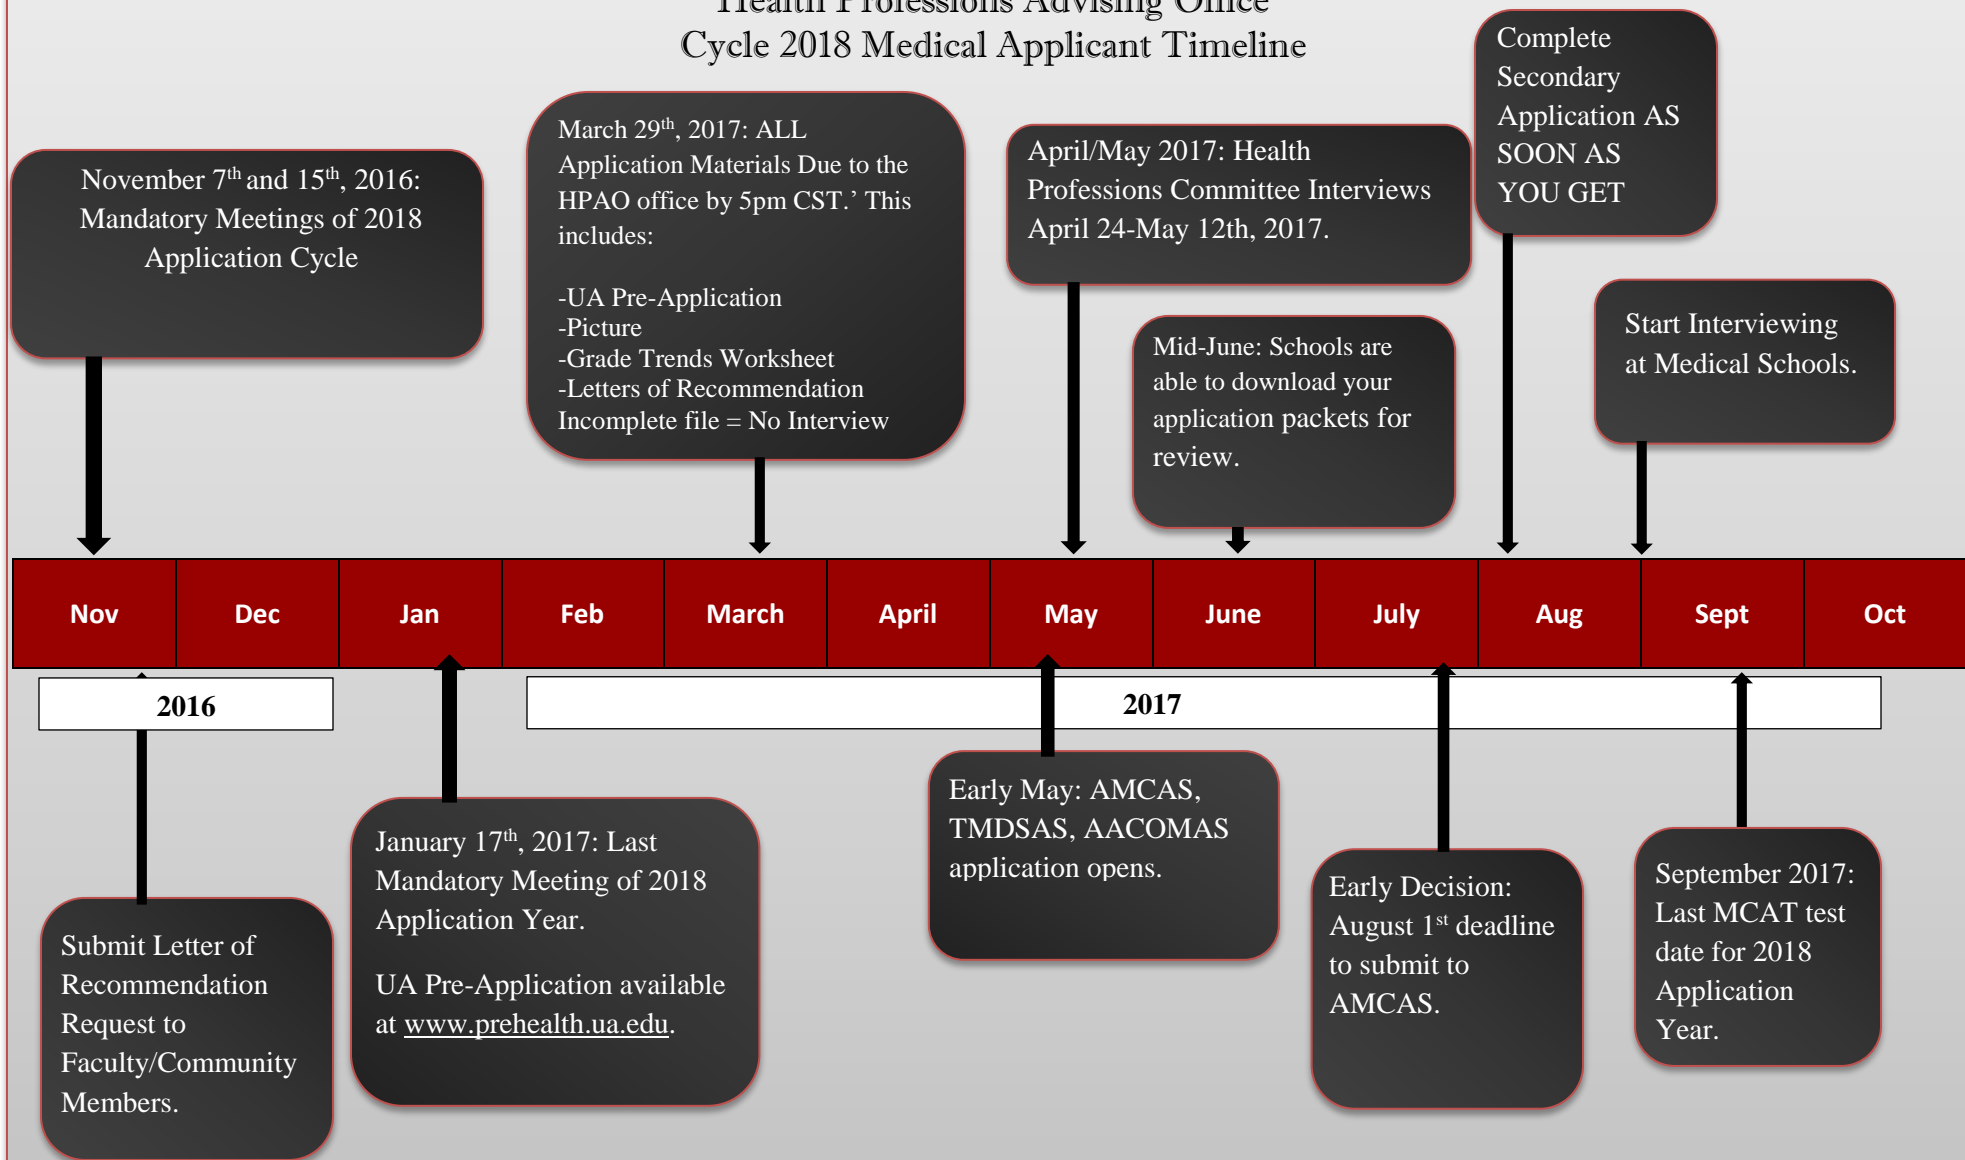 Health Professions Advising Office
Cycle 2018 Medical Applicant Timeline
November 7th and 15th, 2016:
Mandatory Meetings of 2018
Application Cycle
March 29th, 2017: ALL
Application Materials Due to the
HPAO office by 5pm CST.’ This
includes:
-UA Pre-Application
-Picture
-Grade Trends Worksheet
-Letters of Recommendation
Incomplete file = No Interview
April/May 2017: Health
Professions Committee Interviews
April 24-May 12th, 2017.
Mid-June: Schools are
able to download your
application packets for
review.
Complete
Secondary
Application AS
SOON AS
YOU GET
Start Interviewing
at Medical Schools.
Nov Dec Jan Feb March April May June July Aug Sept Oct
2016 2017
Submit Letter of
Recommendation
Request to
Faculty/Community
Members.
January 17th, 2017: Last
Mandatory Meeting of 2018
Application Year.
UA Pre-Application available
at www.prehealth.ua.edu.
Early May: AMCAS,
TMDSAS, AACOMAS
application opens.
Early Decision:
August 1st deadline
to submit to
AMCAS.
September 2017:
Last MCAT test
date for 2018
Application
Year.